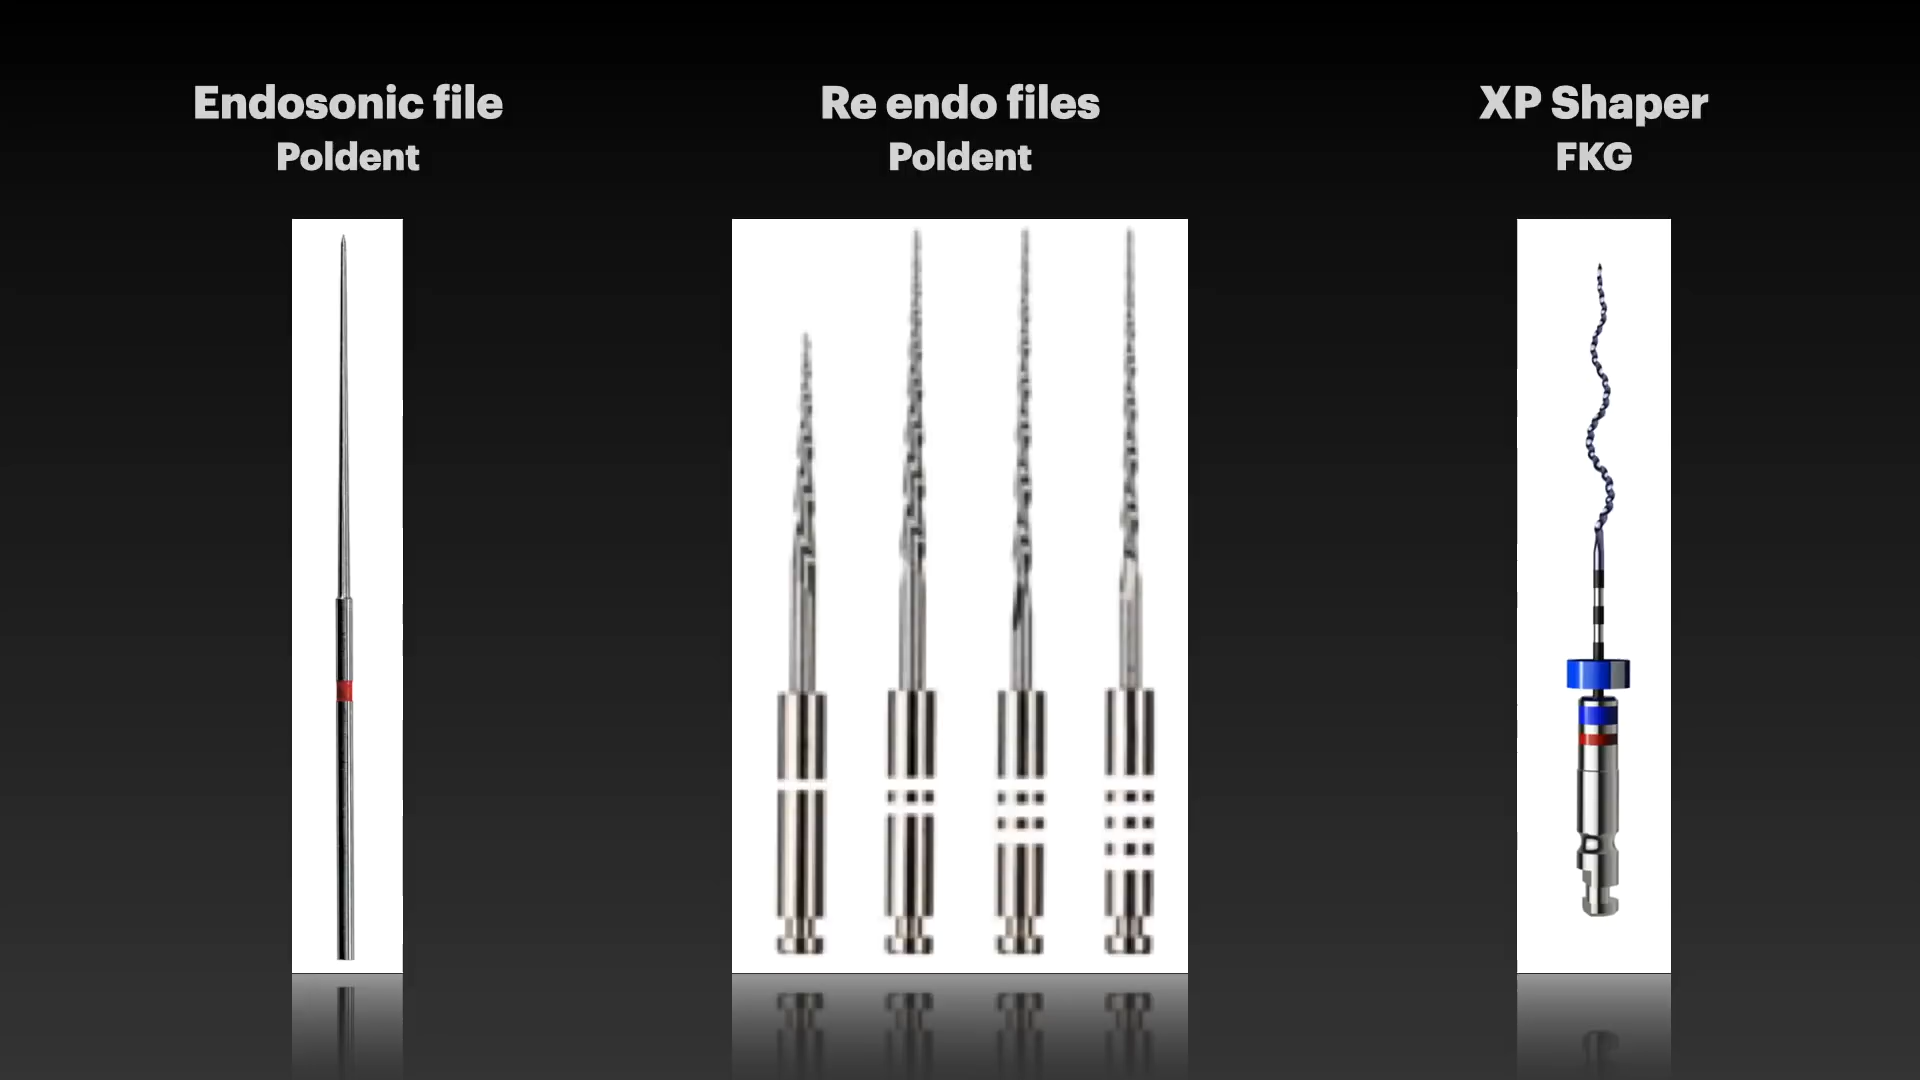 Endosonic file
Poldent
Re endo files
Poldent
XP Shaper
FKG